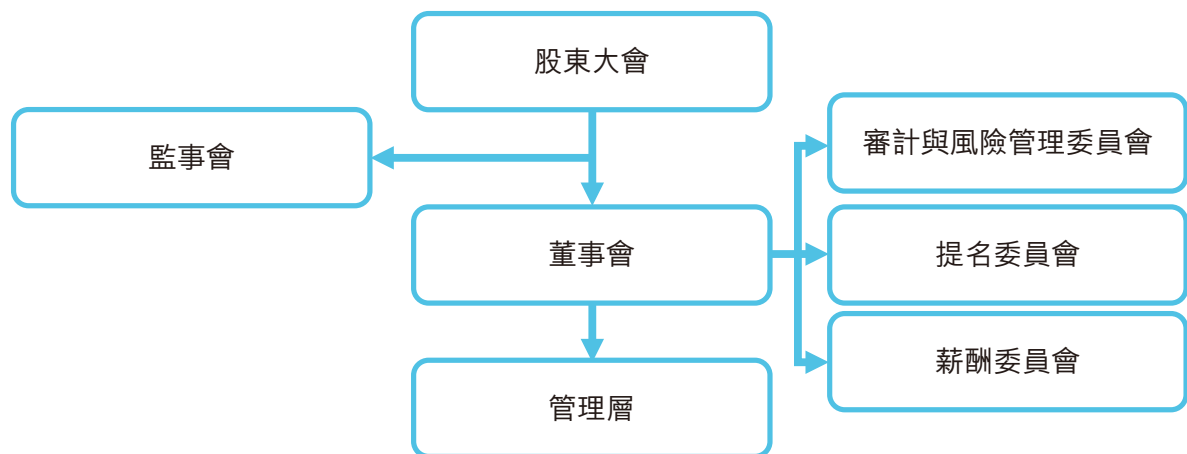 股東大會
監事會
審計與風險管理委員會
董事會
提名委員會
薪酬委員會
管理層